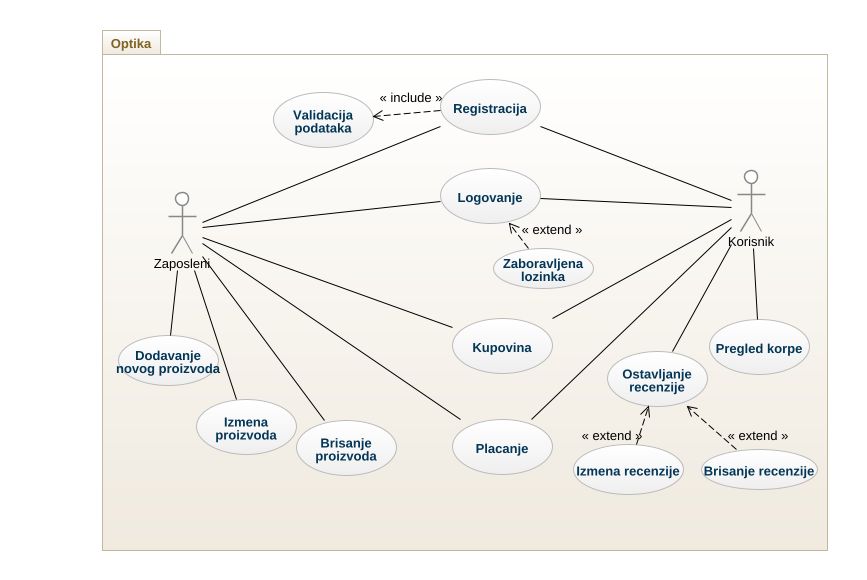 Optika
« include »
Validacija
podataka
Registracija
Logovanje
« extend »
Zaboravljena
lozinka
Zaposleni
Korisnik
Kupovina
Dodavanje
novog proizvoda
Pregled korpe
Ostavljanje
recenzije
Izmena
proizvoda
Brisanje
proizvoda
Placanje
« extend »
« extend »
Izmena recenzije
Brisanje recenzije